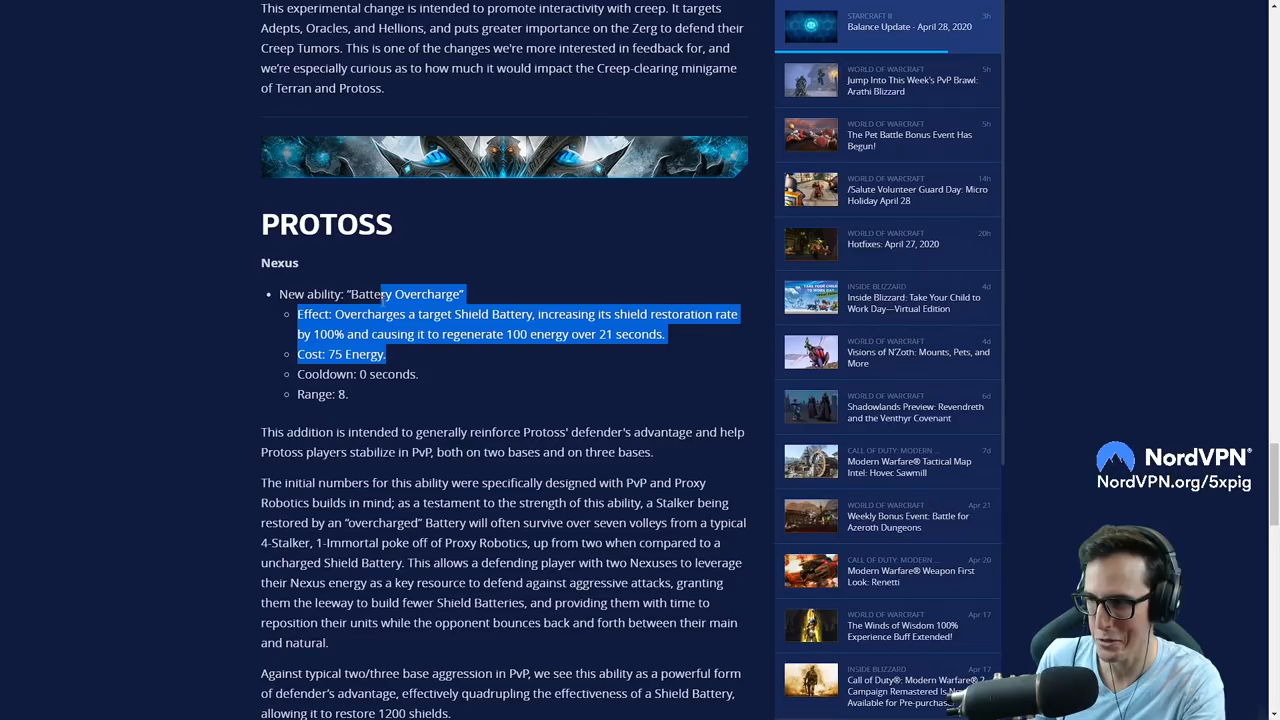 This experimental change is intended to promote interactivity with creep. It targets
Adepts, Oracles, and Hellions, and puts greater importance on the Zerg to defend their
Creep Tumors. This is one of the changes we're more interested in feedback for, and
we're especially curious as to how much it would impact the Creep-clearing minigame
of Terran and Protoss.
PROTOSS
Nexus
• New ability: "Battery Overcharge"
Effect: Overcharges a target Shield Battery, increasing its shield restoration rate
by 100% and causing it to regenerate 100 energy over 21 seconds.
Cost: 75 Energy.
Cooldown: 0 seconds.
Range: 8.
This addition is intended to generally reinforce Protoss' defender's advantage and help
Protoss players stabilize in PvP, both on two bases and on three bases.
The initial numbers for this ability were specifically designed with PvP and Proxy
Robotics builds in mind; as a testament to the strength of this ability, a Stalker being
restored by an "overcharged" Battery will often survive over seven volleys from a typical
4-Stalker, 1-Immortal poke off of Proxy Robotics, up from two when compared to a
uncharged Shield Battery. This allows a defending player with two Nexuses to leverage
their Nexus energy as a key resource to defend against aggressive attacks, granting
them the leeway to build fewer Shield Batteries, and providing them with time to
reposition their units while the opponent bounces back and forth between their main
and natural.
Against typical two/three base aggression in PvP, we see this ability as a powerful form
of defender's advantage, effectively quadrupling the effectiveness of a Shield Battery,
allowing it to restore 1200 shields.
STARCRAFT II 3h
Balance Update - April 28, 2020
WORLD OF WARCRAFT 5h
Jump Into This Week's PvP Brawl:
Arathi Blizzard
WORLD OF WARCRAFT 5h
The Pet Battle Bonus Event Has
Begun!
WORLD OF WARCRAFT 14h
/Salute Volunteer Guard Day: Micro
Holiday April 28
WORLD OF WARCRAFT 20h
Hotfixes: April 27, 2020
INSIDE BLIZZARD 4d
Inside Blizzard: Take Your Child to
Work Day—Virtual Edition
WORLD OF WARCRAFT 4d
Visions of N'Zoth: Mounts, Pets, and
More
WORLD OF WARCRAFT 6d
Shadowlands Preview: Revendreth
and the Venthyr Covenant
CALL OF DUTY: MODERN ... 7d
Modern Warfare® Tactical Map
Intel: Hovec Sawmill
WORLD OF WARCRAFT Apr 21
Weekly Bonus Event: Battle for
Azeroth Dungeons
CALL OF DUTY: MODERN ... Apr 20
Modern Warfare® Weapon First
Look: Renetti
WORLD OF WARCRAFT Apr 17
The Winds of Wisdom 100%
Experience Buff Extended!
INSIDE BLIZZARD Apr 17
Call of Duty®: Modern Warfare® 2
Campaign Remastered Is
Available for Pre-purchase
NordVPN®
NordVPN.org/5xpig